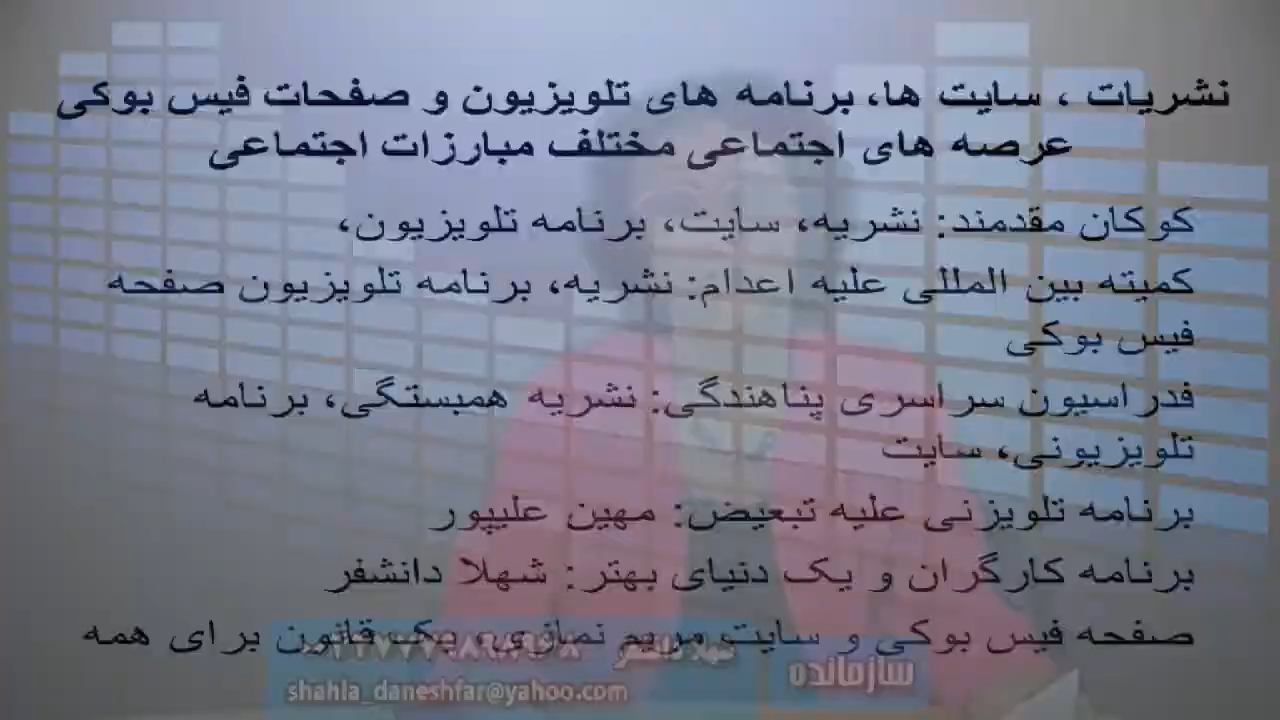 نشریات ، سایت ها، برنامه های تلویزیون و صفحات فیس بوکی
عرصه های اجتماعی مختلف مبارزات اجتماعی
کوکان مقدمند: نشریه، سایت، برنامه تلویزیون،
کمیته بین المللی علیه اعدام: نشریه، برنامه تلویزیون صفحه
فیس بوکی
فدراسیون سراسری پناهندگی: نشریه همبستگی، برنامه
تلویزیونی، سایت
برنامه تلویزنی علیه تبعیض: مهین علیپور
برنامه کارگران و یک دنیای بهتر: شهلا دانشفر
صفحه فیس بوکی و سایت مریم نمازی، یک قانون برای همه
سازمانده
shahla_daneshfar@yahoo.com